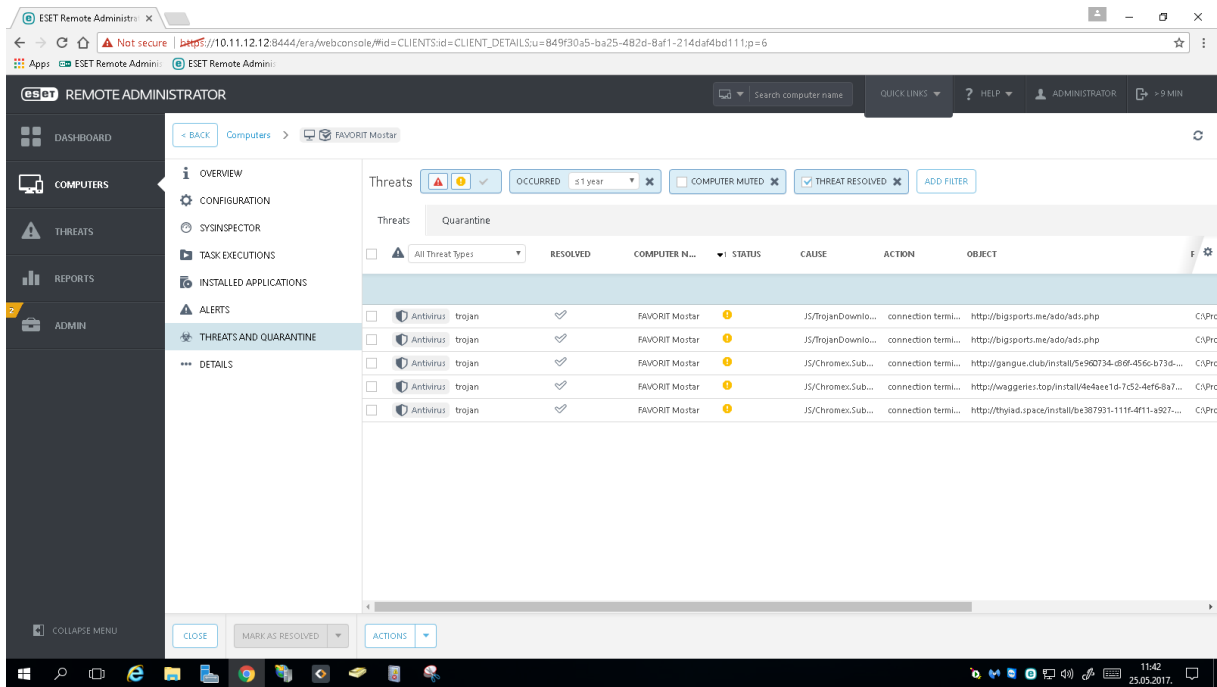 ESET Remote Administra
Not secure | https://10.11.12.12:8444/era/webconsole/#id=CLIENTS:id=CLIENT_DETAILS;u=849f30a5-ba25-482d-8af1-214daf4bd111;p=6
Apps ESET Remote Adminis ESET Remote Adminis
eset REMOTE ADMINISTRATOR Search computer name QUICK LINKS ? HELP ADMINISTRATOR >9 MIN
DASHBOARD
COMPUTERS
THREATS
REPORTS
2
ADMIN
COLLAPSE MENU
< BACK Computers > FAVORIT Mostar
OVERVIEW
CONFIGURATION
SYSINSPECTOR
TASK EXECUTIONS
INSTALLED APPLICATIONS
ALERTS
THREATS AND QUARANTINE
DETAILS
Threats OCCURRED ≤1 year COMPUTER MUTED THREAT RESOLVED ADD FILTER
Threats Quarantine
All Threat Types RESOLVED COMPUTER N... STATUS CAUSE ACTION OBJECT
Antivirus trojan FAVORIT Mostar JS/TrojanDownlo... connection termi... http://bigsports.me/ado/ads.php C:\Pro
Antivirus trojan FAVORIT Mostar JS/TrojanDownlo... connection termi... http://bigsports.me/ado/ads.php C:\Pro
Antivirus trojan FAVORIT Mostar JS/Chromex.Sub... connection termi... http://gangue.club/install/5e960734-c86f-456c-b73d-... C:\Pro
Antivirus trojan FAVORIT Mostar JS/Chromex.Sub... connection termi... http://waggeries.top/install/4e4aee1d-7c52-4ef6-8a7... C:\Pro
Antivirus trojan FAVORIT Mostar JS/Chromex.Sub... connection termi... http://thyiad.space/install/be387931-111f-4f11-a927-... C:\Pro
CLOSE MARK AS RESOLVED ACTIONS
11:42
25.05.2017.